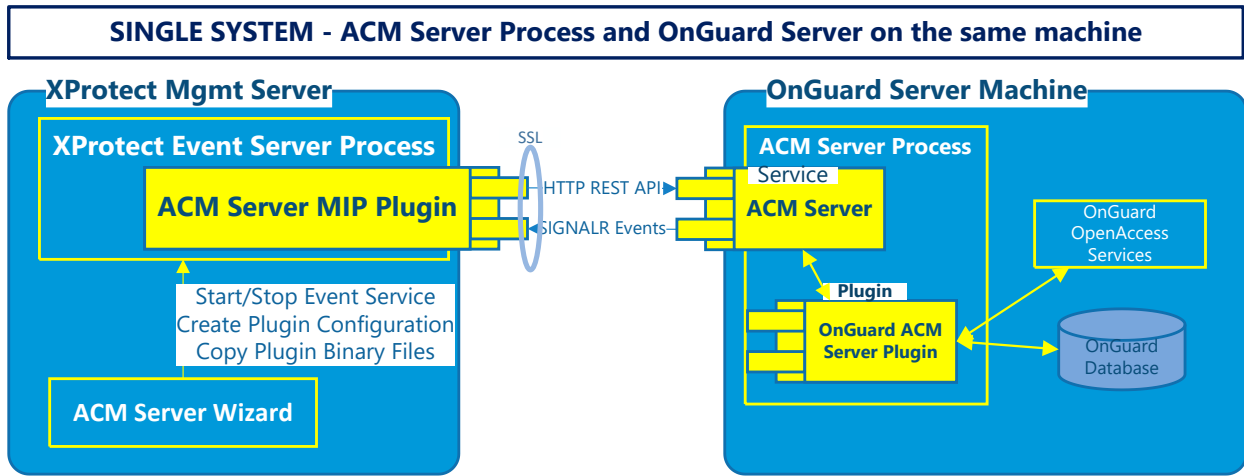 SINGLE SYSTEM - ACM Server Process and OnGuard Server on the same machine
XProtect Mgmt Server
XProtect Event Server Process
ACM Server MIP Plugin
Start/Stop Event Service
Create Plugin Configuration
Copy Plugin Binary Files
ACM Server Wizard
SSL
HTTP REST API
SIGNALR Events
OnGuard Server Machine
ACM Server Process
Service
ACM Server
Plugin
OnGuard ACM
Server Plugin
OnGuard
OpenAccess
Services
OnGuard
Database